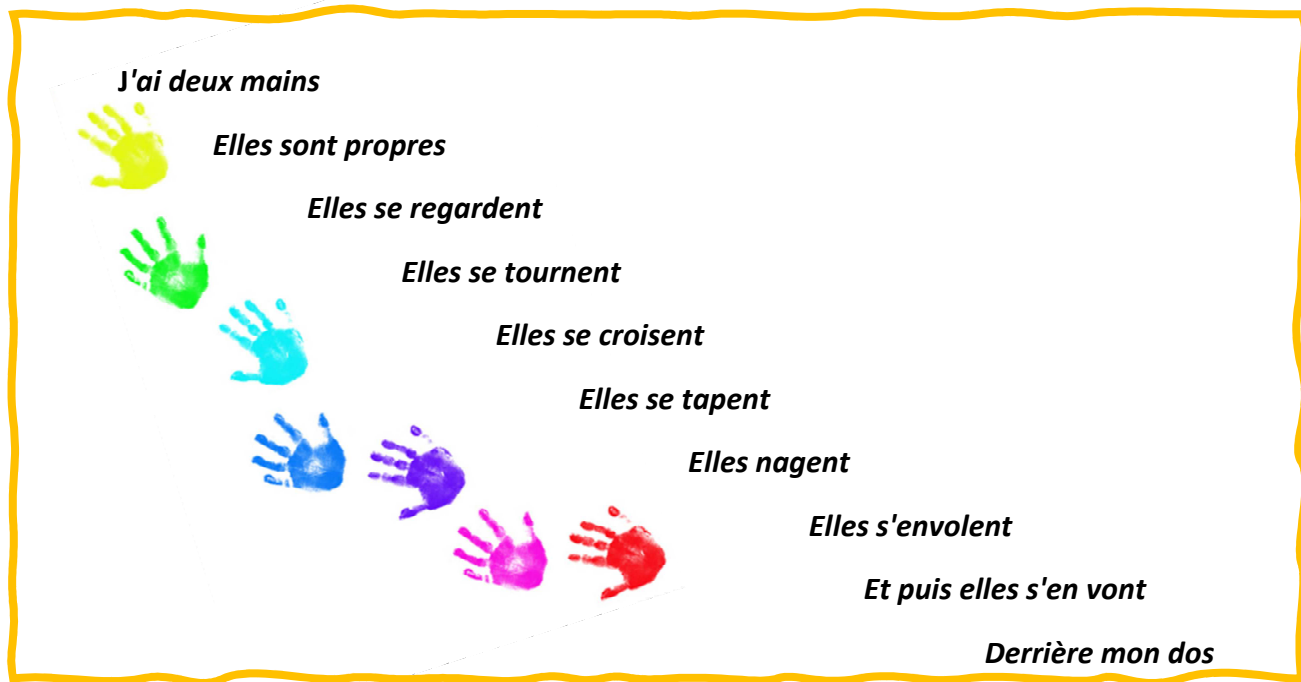 J'ai deux mains
Elles sont propres
Elles se regardent
Elles se tournent
Elles se croisent
Elles se tapent
Elles nagent
Elles s'envolent
Et puis elles s'en vont
Derrière mon dos